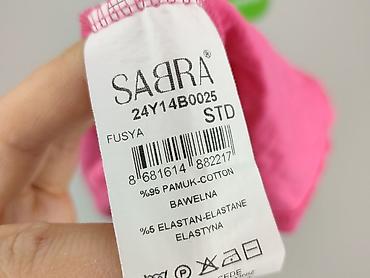 SABRA®
24Y14B0025
FUSYA STD
8 681614 882217
%95 PAMUK-COTTON
BAWELNA
%5 ELASTAN-ELASTANE
ELASTYNA
P